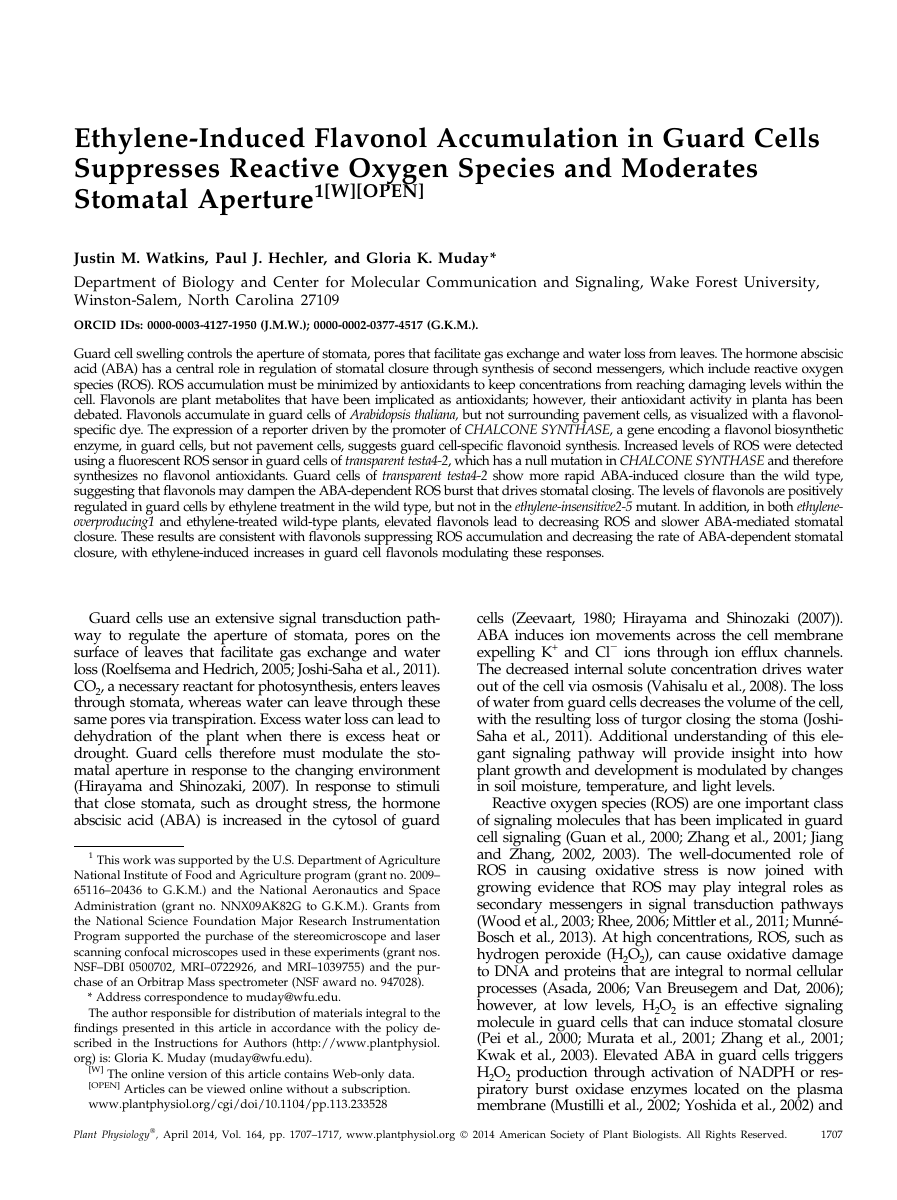 Ethylene-Induced Flavonol Accumulation in Guard Cells
Suppresses Reactive Oxygen Species and Moderates
Stomatal Aperture1[W][OPEN]
Justin M. Watkins, Paul J. Hechler, and Gloria K. Muday*
Department of Biology and Center for Molecular Communication and Signaling, Wake Forest University,
Winston-Salem, North Carolina 27109
ORCID IDs: 0000-0003-4127-1950 (J.M.W.); 0000-0002-0377-4517 (G.K.M.).
Guard cell swelling controls the aperture of stomata, pores that facilitate gas exchange and water loss from leaves. The hormone abscisic
acid (ABA) has a central role in regulation of stomatal closure through synthesis of second messengers, which include reactive oxygen
species (ROS). ROS accumulation must be minimized by antioxidants to keep concentrations from reaching damaging levels within the
cell. Flavonols are plant metabolites that have been implicated as antioxidants; however, their antioxidant activity in planta has been
debated. Flavonols accumulate in guard cells of Arabidopsis thaliana, but not surrounding pavement cells, as visualized with a flavonol-
specific dye. The expression of a reporter driven by the promoter of CHALCONE SYNTHASE, a gene encoding a flavonol biosynthetic
enzyme, in guard cells, but not pavement cells, suggests guard cell-specific flavonoid synthesis. Increased levels of ROS were detected
using a fluorescent ROS sensor in guard cells of transparent testa4-2, which has a null mutation in CHALCONE SYNTHASE and therefore
synthesizes no flavonol antioxidants. Guard cells of transparent testa4-2 show more rapid ABA-induced closure than the wild type,
suggesting that flavonols may dampen the ABA-dependent ROS burst that drives stomatal closing. The levels of flavonols are positively
regulated in guard cells by ethylene treatment in the wild type, but not in the ethylene-insensitive2-5 mutant. In addition, in both ethylene-
overproducing1 and ethylene-treated wild-type plants, elevated flavonols lead to decreasing ROS and slower ABA-mediated stomatal
closure. These results are consistent with flavonols suppressing ROS accumulation and decreasing the rate of ABA-dependent stomatal
closure, with ethylene-induced increases in guard cell flavonols modulating these responses.
Guard cells use an extensive signal transduction path-
way to regulate the aperture of stomata, pores on the
surface of leaves that facilitate gas exchange and water
loss (Roelfsema and Hedrich, 2005; Joshi-Saha et al., 2011).
CO2, a necessary reactant for photosynthesis, enters leaves
through stomata, whereas water can leave through these
same pores via transpiration. Excess water loss can lead to
dehydration of the plant when there is excess heat or
drought. Guard cells therefore must modulate the sto-
matal aperture in response to the changing environment
(Hirayama and Shinozaki, 2007). In response to stimuli
that close stomata, such as drought stress, the hormone
abscisic acid (ABA) is increased in the cytosol of guard
1 This work was supported by the U.S. Department of Agriculture
National Institute of Food and Agriculture program (grant no. 2009–
65116–20436 to G.K.M.) and the National Aeronautics and Space
Administration (grant no. NNX09AK82G to G.K.M.). Grants from
the National Science Foundation Major Research Instrumentation
Program supported the purchase of the stereomicroscope and laser
scanning confocal microscopes used in these experiments (grant nos.
NSF–DBI 0500702, MRI–0722926, and MRI–1039755) and the pur-
chase of an Orbitrap Mass spectrometer (NSF award no. 947028).
* Address correspondence to muday@wfu.edu.
The author responsible for distribution of materials integral to the
findings presented in this article in accordance with the policy de-
scribed in the Instructions for Authors (http://www.plantphysiol.
org) is: Gloria K. Muday (muday@wfu.edu).
[W] The online version of this article contains Web-only data.
[OPEN] Articles can be viewed online without a subscription.
www.plantphysiol.org/cgi/doi/10.1104/pp.113.233528
cells (Zeevaart, 1980; Hirayama and Shinozaki (2007)).
ABA induces ion movements across the cell membrane
expelling K+ and Cl− ions through ion efflux channels.
The decreased internal solute concentration drives water
out of the cell via osmosis (Vahisalu et al., 2008). The loss
of water from guard cells decreases the volume of the cell,
with the resulting loss of turgor closing the stoma (Joshi-
Saha et al., 2011). Additional understanding of this ele-
gant signaling pathway will provide insight into how
plant growth and development is modulated by changes
in soil moisture, temperature, and light levels.
Reactive oxygen species (ROS) are one important class
of signaling molecules that has been implicated in guard
cell signaling (Guan et al., 2000; Zhang et al., 2001; Jiang
and Zhang, 2002, 2003). The well-documented role of
ROS in causing oxidative stress is now joined with
growing evidence that ROS may play integral roles as
secondary messengers in signal transduction pathways
(Wood et al., 2003; Rhee, 2006; Mittler et al., 2011; Munné-
Bosch et al., 2013). At high concentrations, ROS, such as
hydrogen peroxide (H2O2), can cause oxidative damage
to DNA and proteins that are integral to normal cellular
processes (Asada, 2006; Van Breusegem and Dat, 2006);
however, at low levels, H2O2 is an effective signaling
molecule in guard cells that can induce stomatal closure
(Pei et al., 2000; Murata et al., 2001; Zhang et al., 2001;
Kwak et al., 2003). Elevated ABA in guard cells triggers
H2O2 production through activation of NADPH or res-
piratory burst oxidase enzymes located on the plasma
membrane (Mustilli et al., 2002; Yoshida et al., 2002) and
Plant Physiology®, April 2014, Vol. 164, pp. 1707–1717, www.plantphysiol.org © 2014 American Society of Plant Biologists. All Rights Reserved. 1707